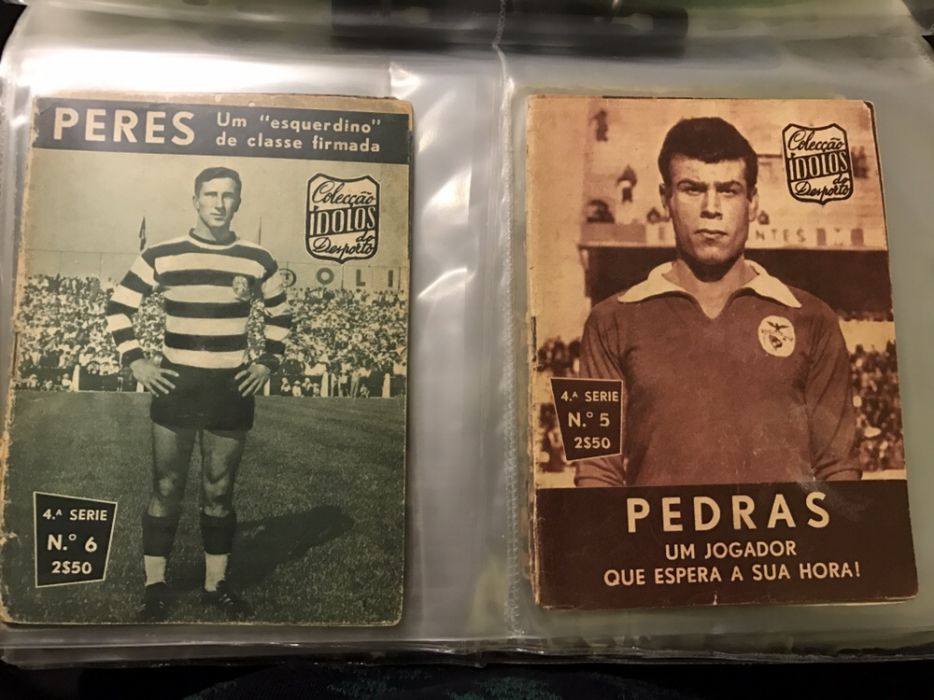 PERES
Um "esquerdino"
de classe firmada
Colecção
ÍDOLOS
do
Desporto
OLI
4.ª SERIE
N.º 6
2$50
Colecção
ÍDOLOS
do
Desporto
4.ª SERIE
N.º 5
2$50
PEDRAS
UM JOGADOR
QUE ESPERA A SUA HORA!